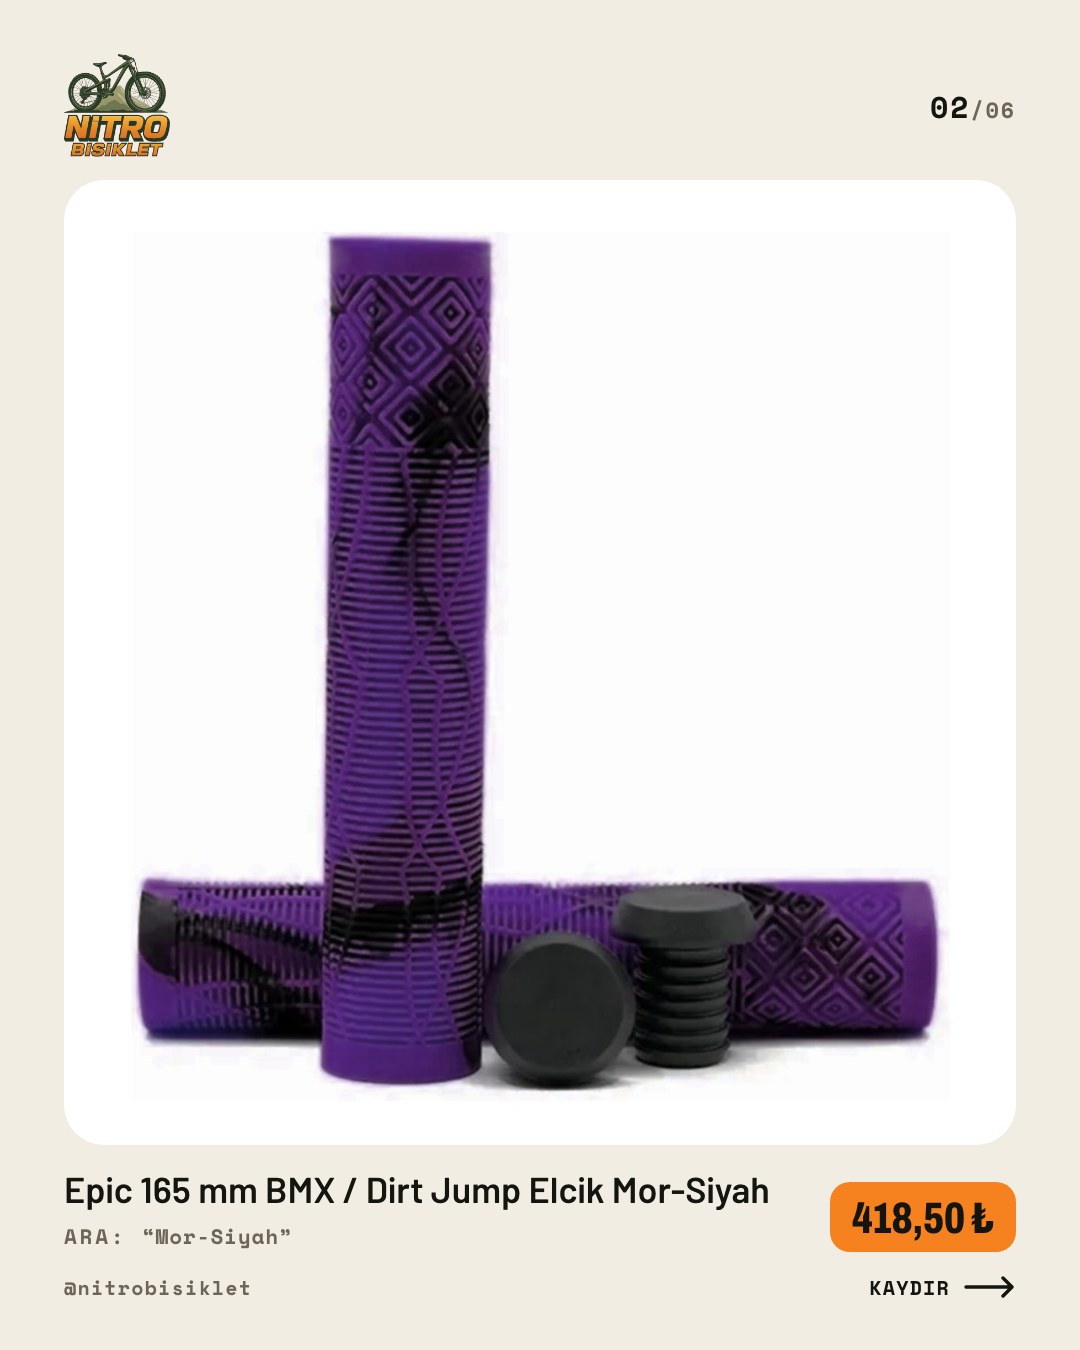 NiTRO
BISIKLET
02/06
Epic 165 mm BMX / Dirt Jump Elcik Mor-Siyah
418,50 ₺
ARA: “Mor-Siyah”
@nitrobisiklet
KAYDIR